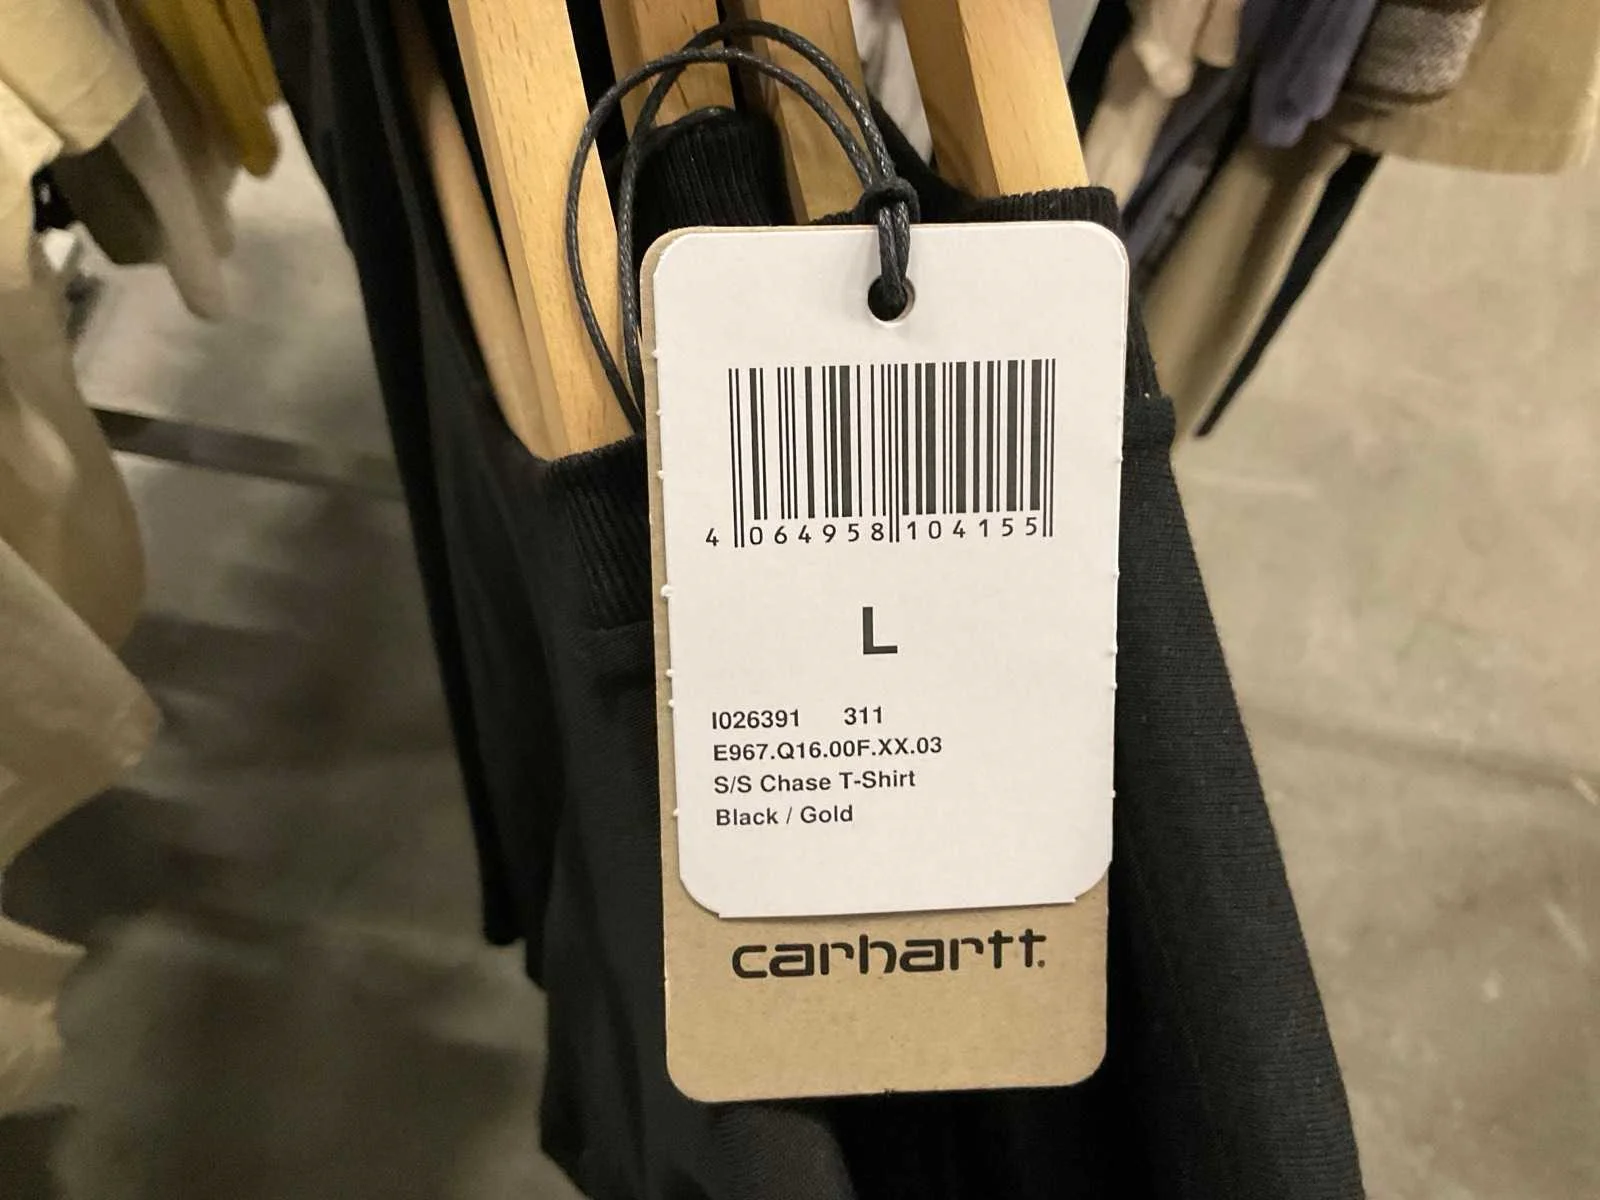 4 064958 104155
L
I026391 311
E967.Q16.00F.XX.03
S/S Chase T-Shirt
Black / Gold
carhartt.